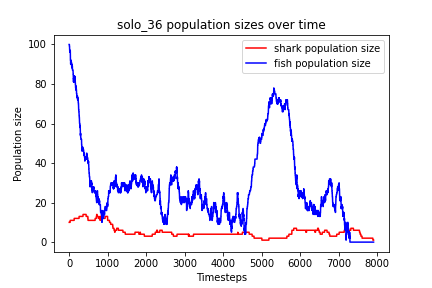 solo_36 population sizes over time
shark population size
fish population size
Population size
100
80
60
40
20
0
0 1000 2000 3000 4000 5000 6000 7000 8000
Timesteps